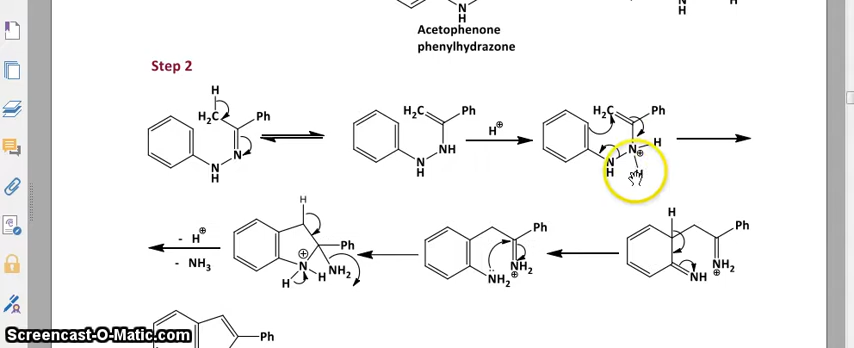 N
H
N
H
H
Acetophenone
phenylhydrazone
Step 2
H
H₂C
Ph
N
N
H
H₂C
Ph
NH
N
H
H⊕
H₂C
Ph
N
⊕
H
N
H
- H⊕
- NH₃
H
Ph
⊕
N
H
H
NH₂
Ph
NH₂
⊕
NH₂
H
Ph
NH
NH₂
⊕
Ph
Screencast-O-Matic.com